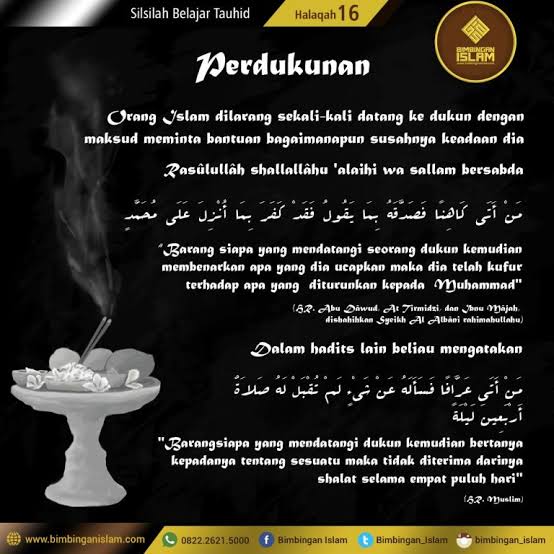 Silsilah Belajar Tauhid
Halaqah 16
BIMBINGAN
ISLAM
Perdukunan
Orang Islam dilarang sekali-kali datang ke dukun dengan
maksud meminta bantuan bagaimanapun susahnya keadaan dia
Rasûlullâh shallallâhu 'alaihi wa sallam bersabda
مَنْ أَتَى كَاهِنًا فَصَدَّقَهُ بِمَا يَقُولُ فَقَدْ كَفَرَ بِمَا أُنْزِلَ عَلَى مُحَمَّدٍ
"Barang siapa yang mendatangi seorang dukun kemudian
membenarkan apa yang dia ucapkan maka dia telah kufur
terhadap apa yang diturunkan kepada Muhammad"
(HR. Abu Dâwud, At Tirmidzi, dan Ibnu Mâjah,
dishahihkan Syeikh Al Albâni rahimahullahu)
Dalam hadits lain beliau mengatakan
مَنْ أَتَى عَرَّافًا فَسَأَلَهُ عَنْ شَىْءٍ لَمْ تُقْبَلْ لَهُ صَلاَةٌ
أَرْبَعِينَ لَيْلَةً
"Barangsiapa yang mendatangi dukun kemudian bertanya
kepadanya tentang sesuatu maka tidak diterima darinya
shalat selama empat puluh hari"
(HR. Muslim)
www.bimbinganislam.com
0822.2621.5000
Bimbingan Islam
Bimbingan_Islam
bimbingan_islam